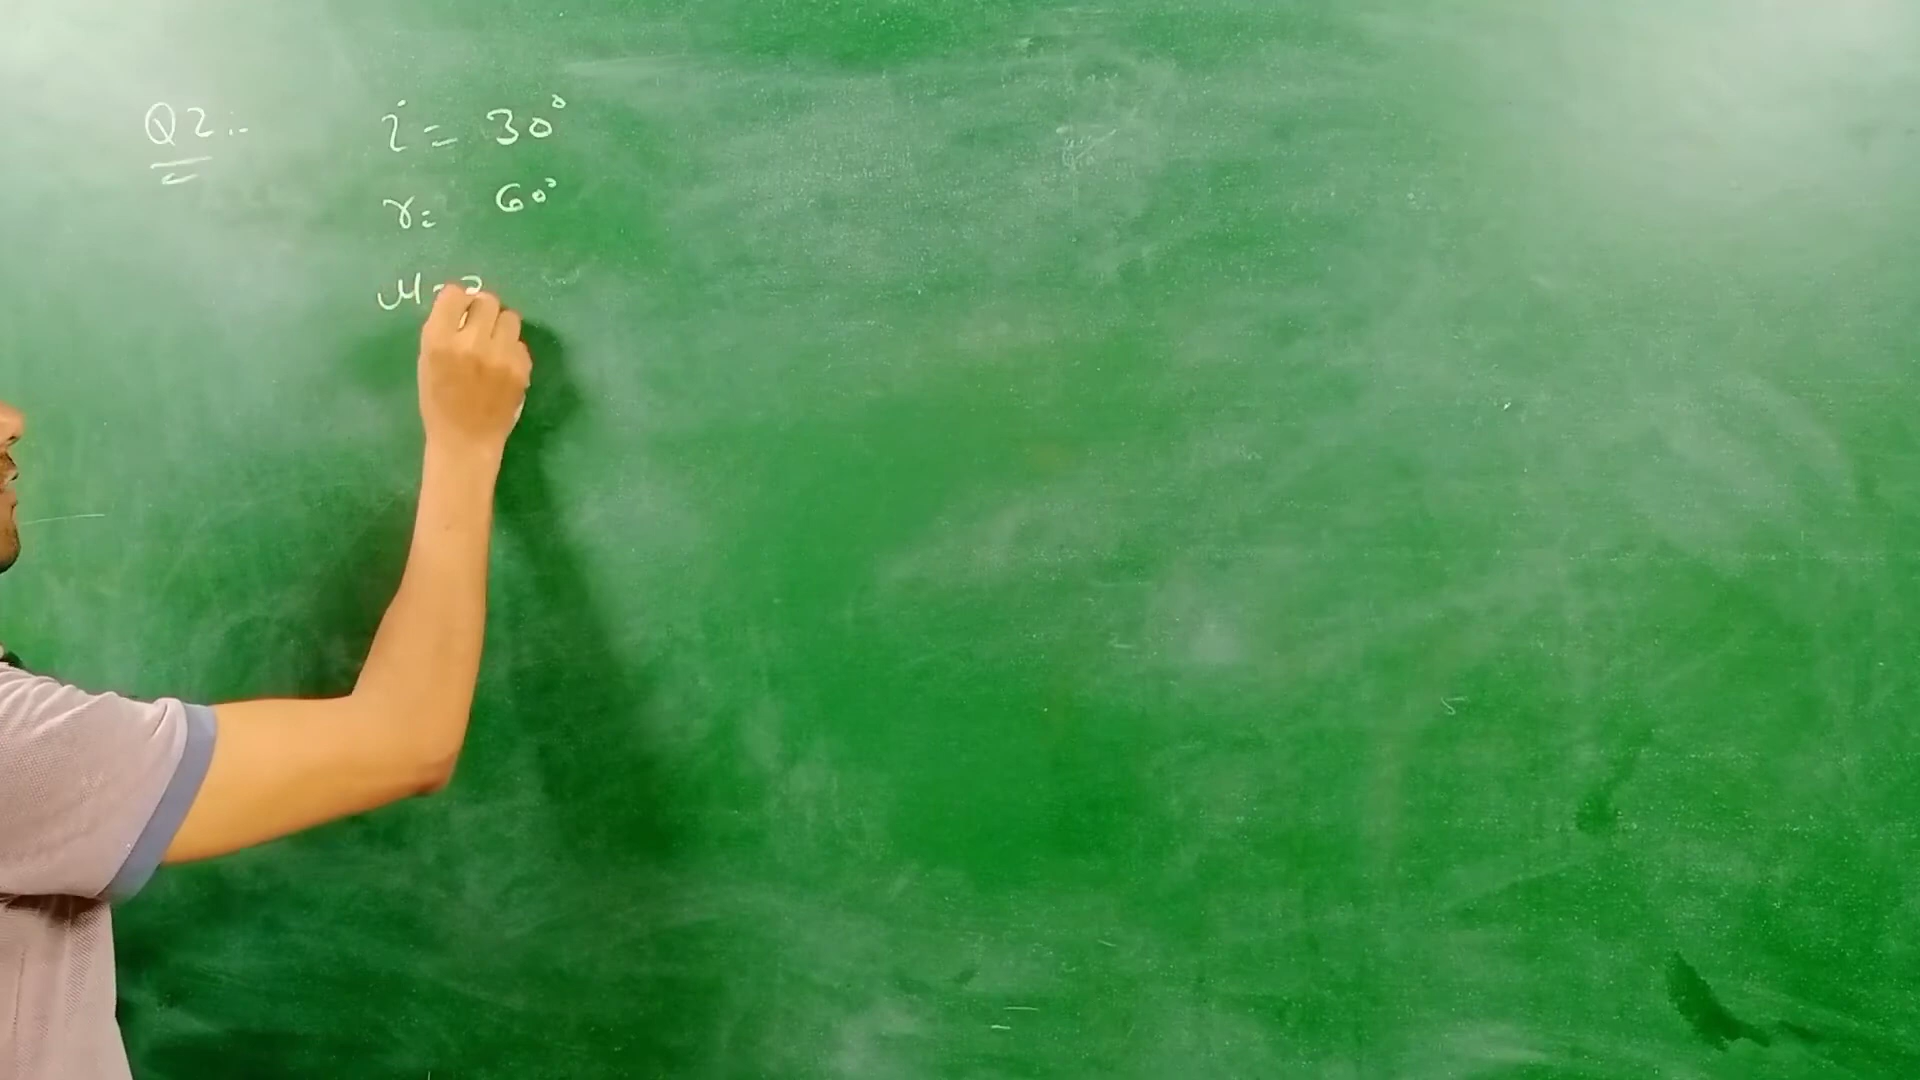 Q2:-
i = 30°
r = 60°
μ = ?